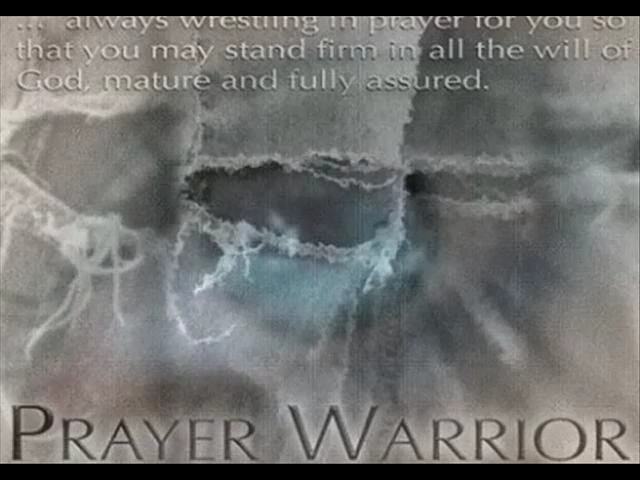 ... always wrestling in prayer for you so
that you may stand firm in all the will of
God, mature and fully assured.
PRAYER WARRIOR